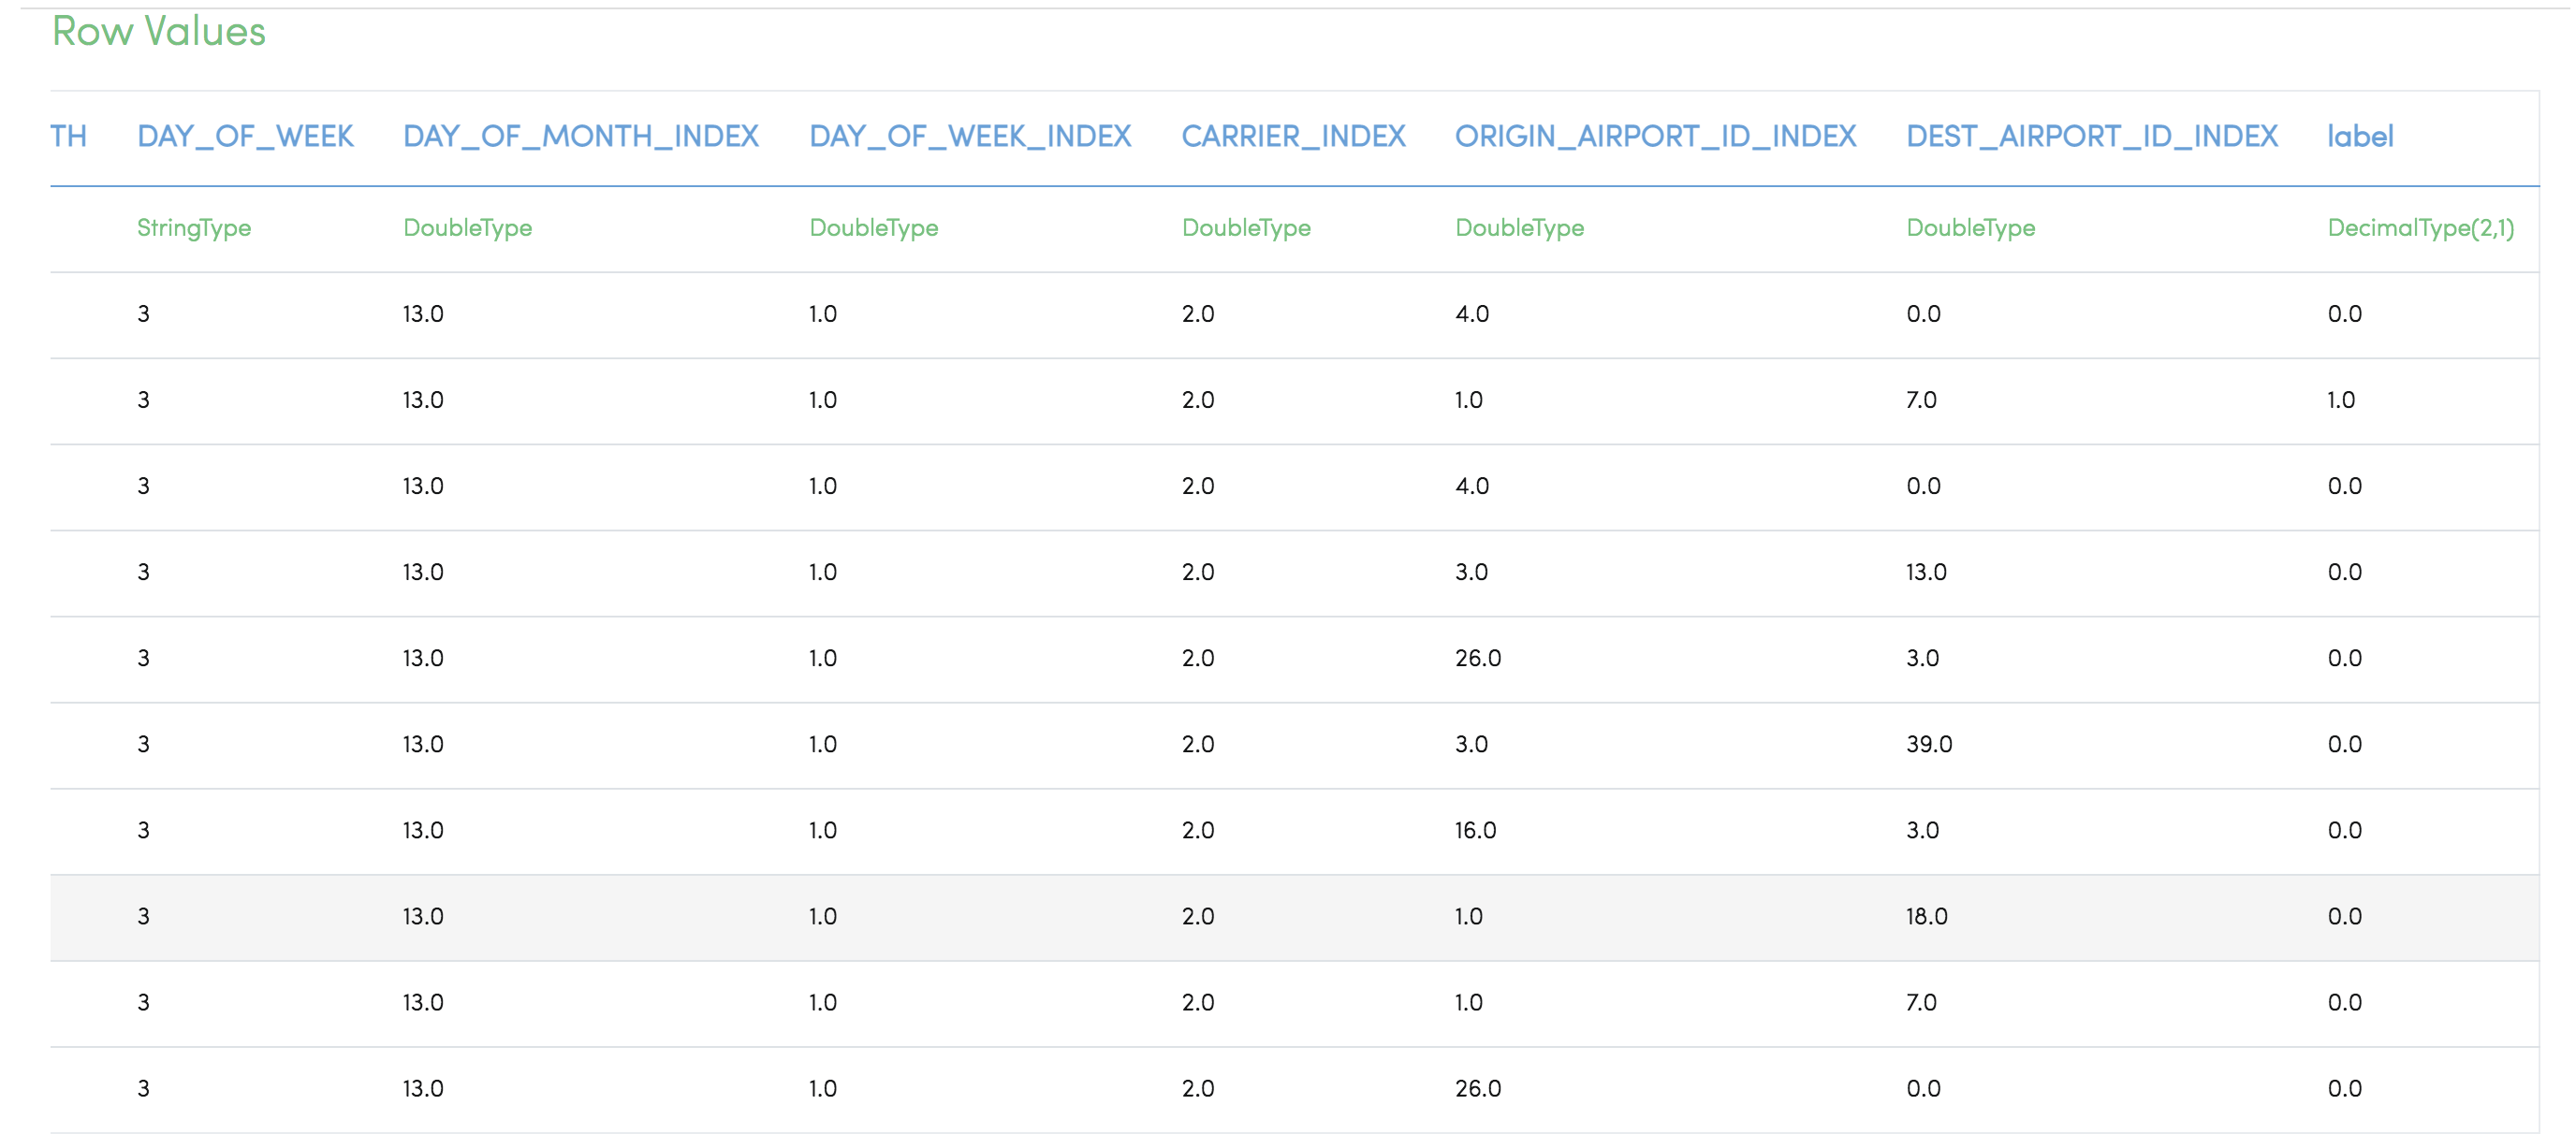 Row Values
TH DAY_OF_WEEK DAY_OF_MONTH_INDEX DAY_OF_WEEK_INDEX CARRIER_INDEX ORIGIN_AIRPORT_ID_INDEX DEST_AIRPORT_ID_INDEX label
StringType DoubleType DoubleType DoubleType DoubleType DoubleType DecimalType(2,1)
3 13.0 1.0 2.0 4.0 0.0 0.0
3 13.0 1.0 2.0 1.0 7.0 1.0
3 13.0 1.0 2.0 4.0 0.0 0.0
3 13.0 1.0 2.0 3.0 13.0 0.0
3 13.0 1.0 2.0 26.0 3.0 0.0
3 13.0 1.0 2.0 3.0 39.0 0.0
3 13.0 1.0 2.0 16.0 3.0 0.0
3 13.0 1.0 2.0 1.0 18.0 0.0
3 13.0 1.0 2.0 1.0 7.0 0.0
3 13.0 1.0 2.0 26.0 0.0 0.0